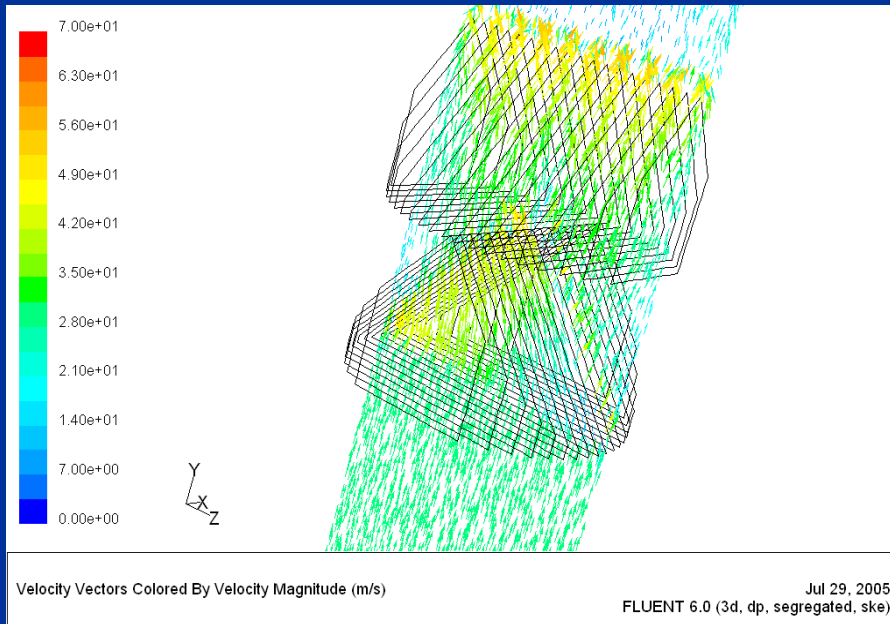 7.00e+01
6.30e+01
5.60e+01
4.90e+01
4.20e+01
3.50e+01
2.80e+01
2.10e+01
1.40e+01
7.00e+00
0.00e+00
Y
X
Z
Velocity Vectors Colored By Velocity Magnitude (m/s)
Jul 29, 2005
FLUENT 6.0 (3d, dp, segregated, ske)